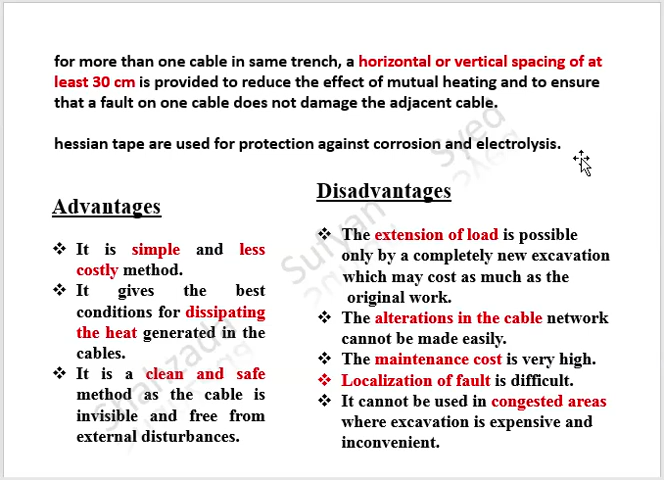 for more than one cable in same trench, a horizontal or vertical spacing of at
least 30 cm is provided to reduce the effect of mutual heating and to ensure
that a fault on one cable does not damage the adjacent cable.
hessian tape are used for protection against corrosion and electrolysis.
Advantages
❖ It is simple and less
costly method.
❖ It gives the best
conditions for dissipating
the heat generated in the
cables.
❖ It is a clean and safe
method as the cable is
invisible and free from
external disturbances.
Disadvantages
❖ The extension of load is possible
only by a completely new excavation
which may cost as much as the
original work.
❖ The alterations in the cable network
cannot be made easily.
❖ The maintenance cost is very high.
❖ Localization of fault is difficult.
❖ It cannot be used in congested areas
where excavation is expensive and
inconvenient.
Syed
Sufyan
Shahzada